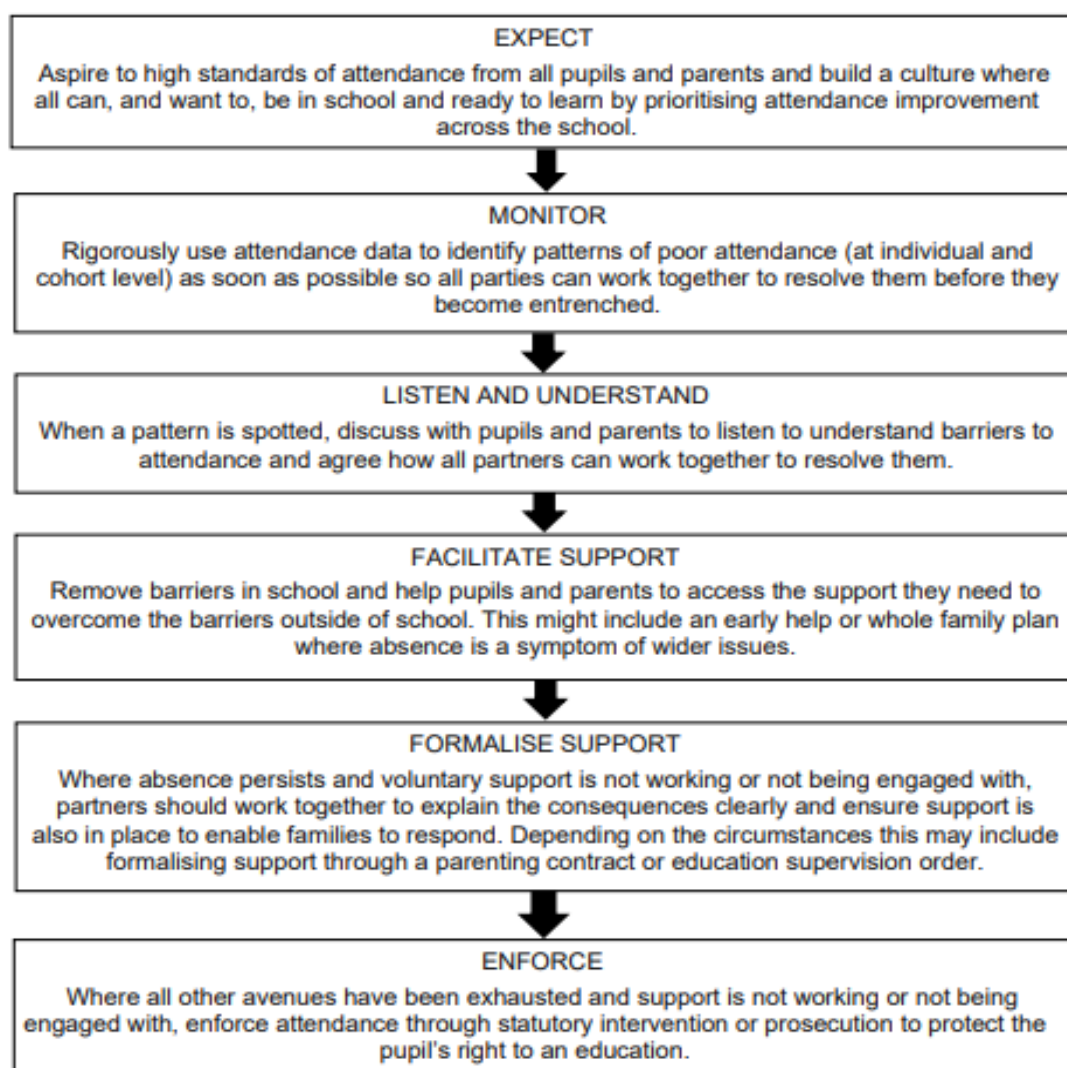 EXPECT
Aspire to high standards of attendance from all pupils and parents and build a culture where
all can, and want to, be in school and ready to learn by prioritising attendance improvement
across the school.
MONITOR
Rigorously use attendance data to identify patterns of poor attendance (at individual and
cohort level) as soon as possible so all parties can work together to resolve them before they
become entrenched.
LISTEN AND UNDERSTAND
When a pattern is spotted, discuss with pupils and parents to listen to understand barriers to
attendance and agree how all partners can work together to resolve them.
FACILITATE SUPPORT
Remove barriers in school and help pupils and parents to access the support they need to
overcome the barriers outside of school. This might include an early help or whole family plan
where absence is a symptom of wider issues.
FORMALISE SUPPORT
Where absence persists and voluntary support is not working or not being engaged with,
partners should work together to explain the consequences clearly and ensure support is
also in place to enable families to respond. Depending on the circumstances this may include
formalising support through a parenting contract or education supervision order.
ENFORCE
Where all other avenues have been exhausted and support is not working or not being
engaged with, enforce attendance through statutory intervention or prosecution to protect the
pupil's right to an education.